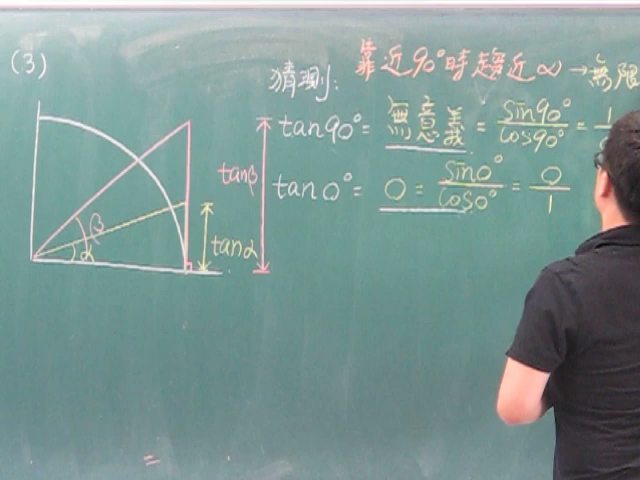 (3)
靠近90°時趨近∞→無限
猜測:
tan90°= 無意義 = sin90°/cos90° = 1/
tan0°= 0 = sin0°/cos0° = 0/1
tanβ
β
α
tanα